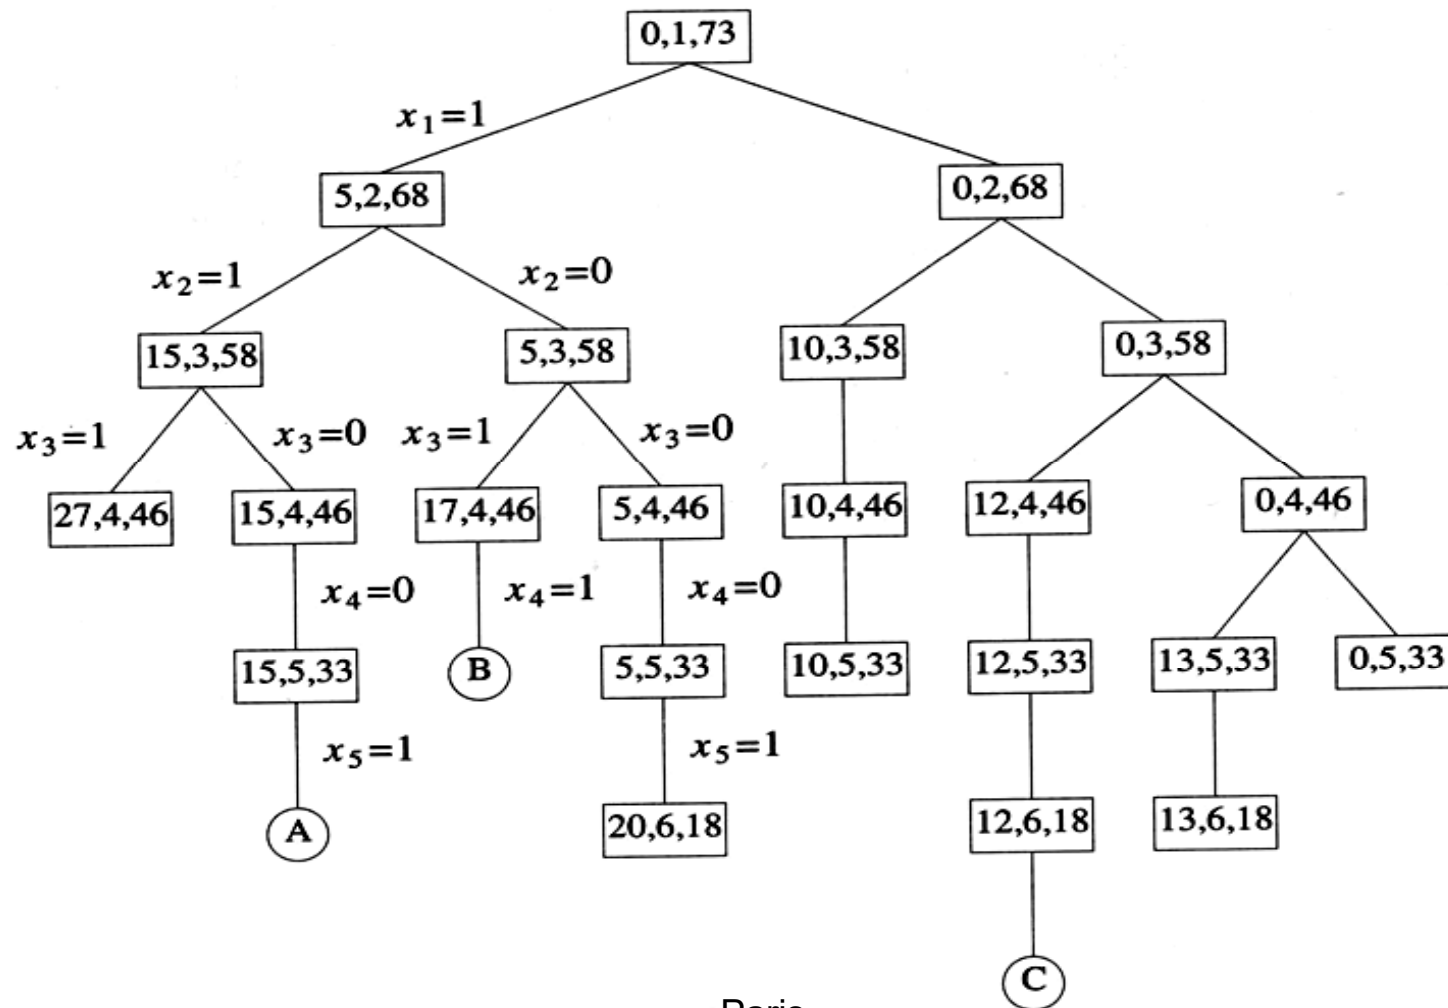 0,1,73
x1=1
5,2,68
0,2,68
x2=1
x2=0
15,3,58
5,3,58
10,3,58
0,3,58
x3=1
x3=0
x3=1
x3=0
27,4,46
15,4,46
17,4,46
5,4,46
10,4,46
12,4,46
0,4,46
x4=0
x4=1
x4=0
15,5,33
B
5,5,33
10,5,33
12,5,33
13,5,33
0,5,33
x5=1
x5=1
A
20,6,18
12,6,18
13,6,18
C